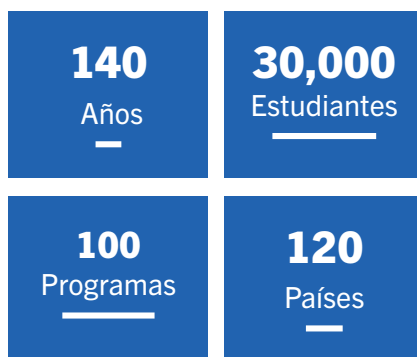 140
Años
30,000
Estudiantes
100
Programas
120
Países